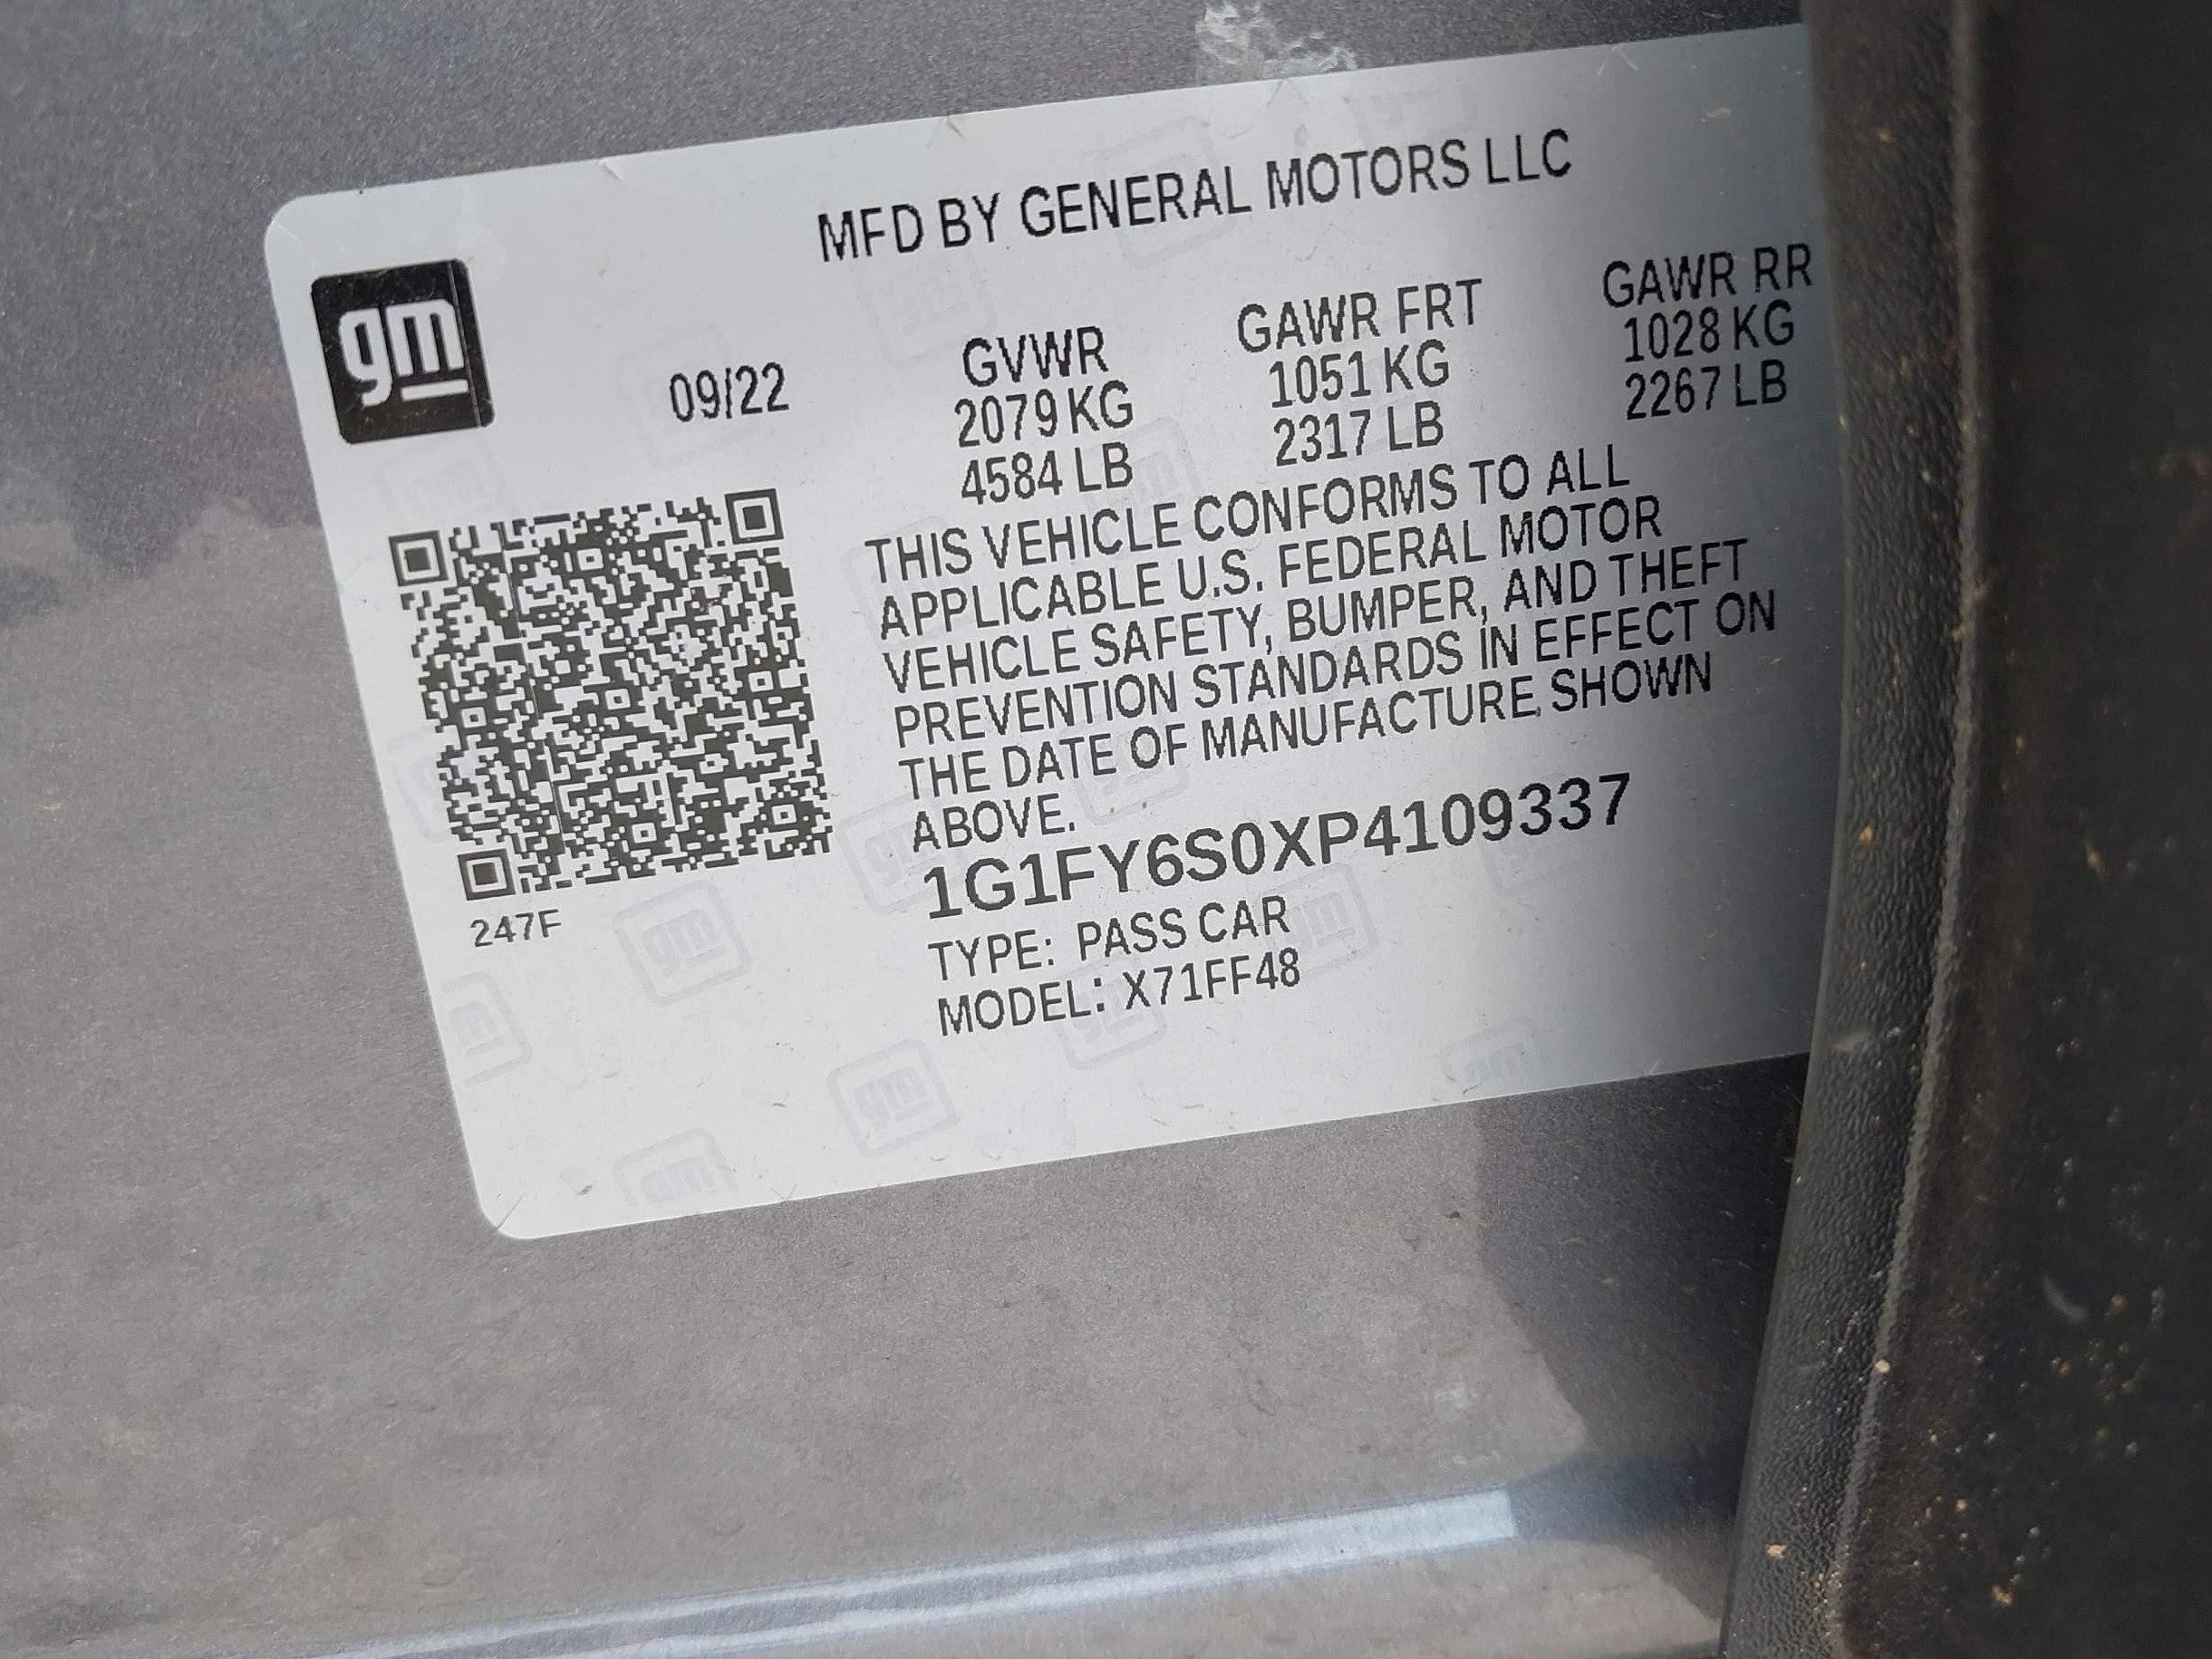 MFD BY GENERAL MOTORS LLC
gm
09/22
GVWR
2079 KG
4584 LB
GAWR FRT
1051 KG
2317 LB
GAWR RR
1028 KG
2267 LB
THIS VEHICLE CONFORMS TO ALL
APPLICABLE U.S. FEDERAL MOTOR
VEHICLE SAFETY, BUMPER, AND THEFT
PREVENTION STANDARDS IN EFFECT ON
THE DATE OF MANUFACTURE SHOWN
ABOVE.
1G1FY6S0XP4109337
TYPE: PASS CAR
MODEL: X71FF48
247F